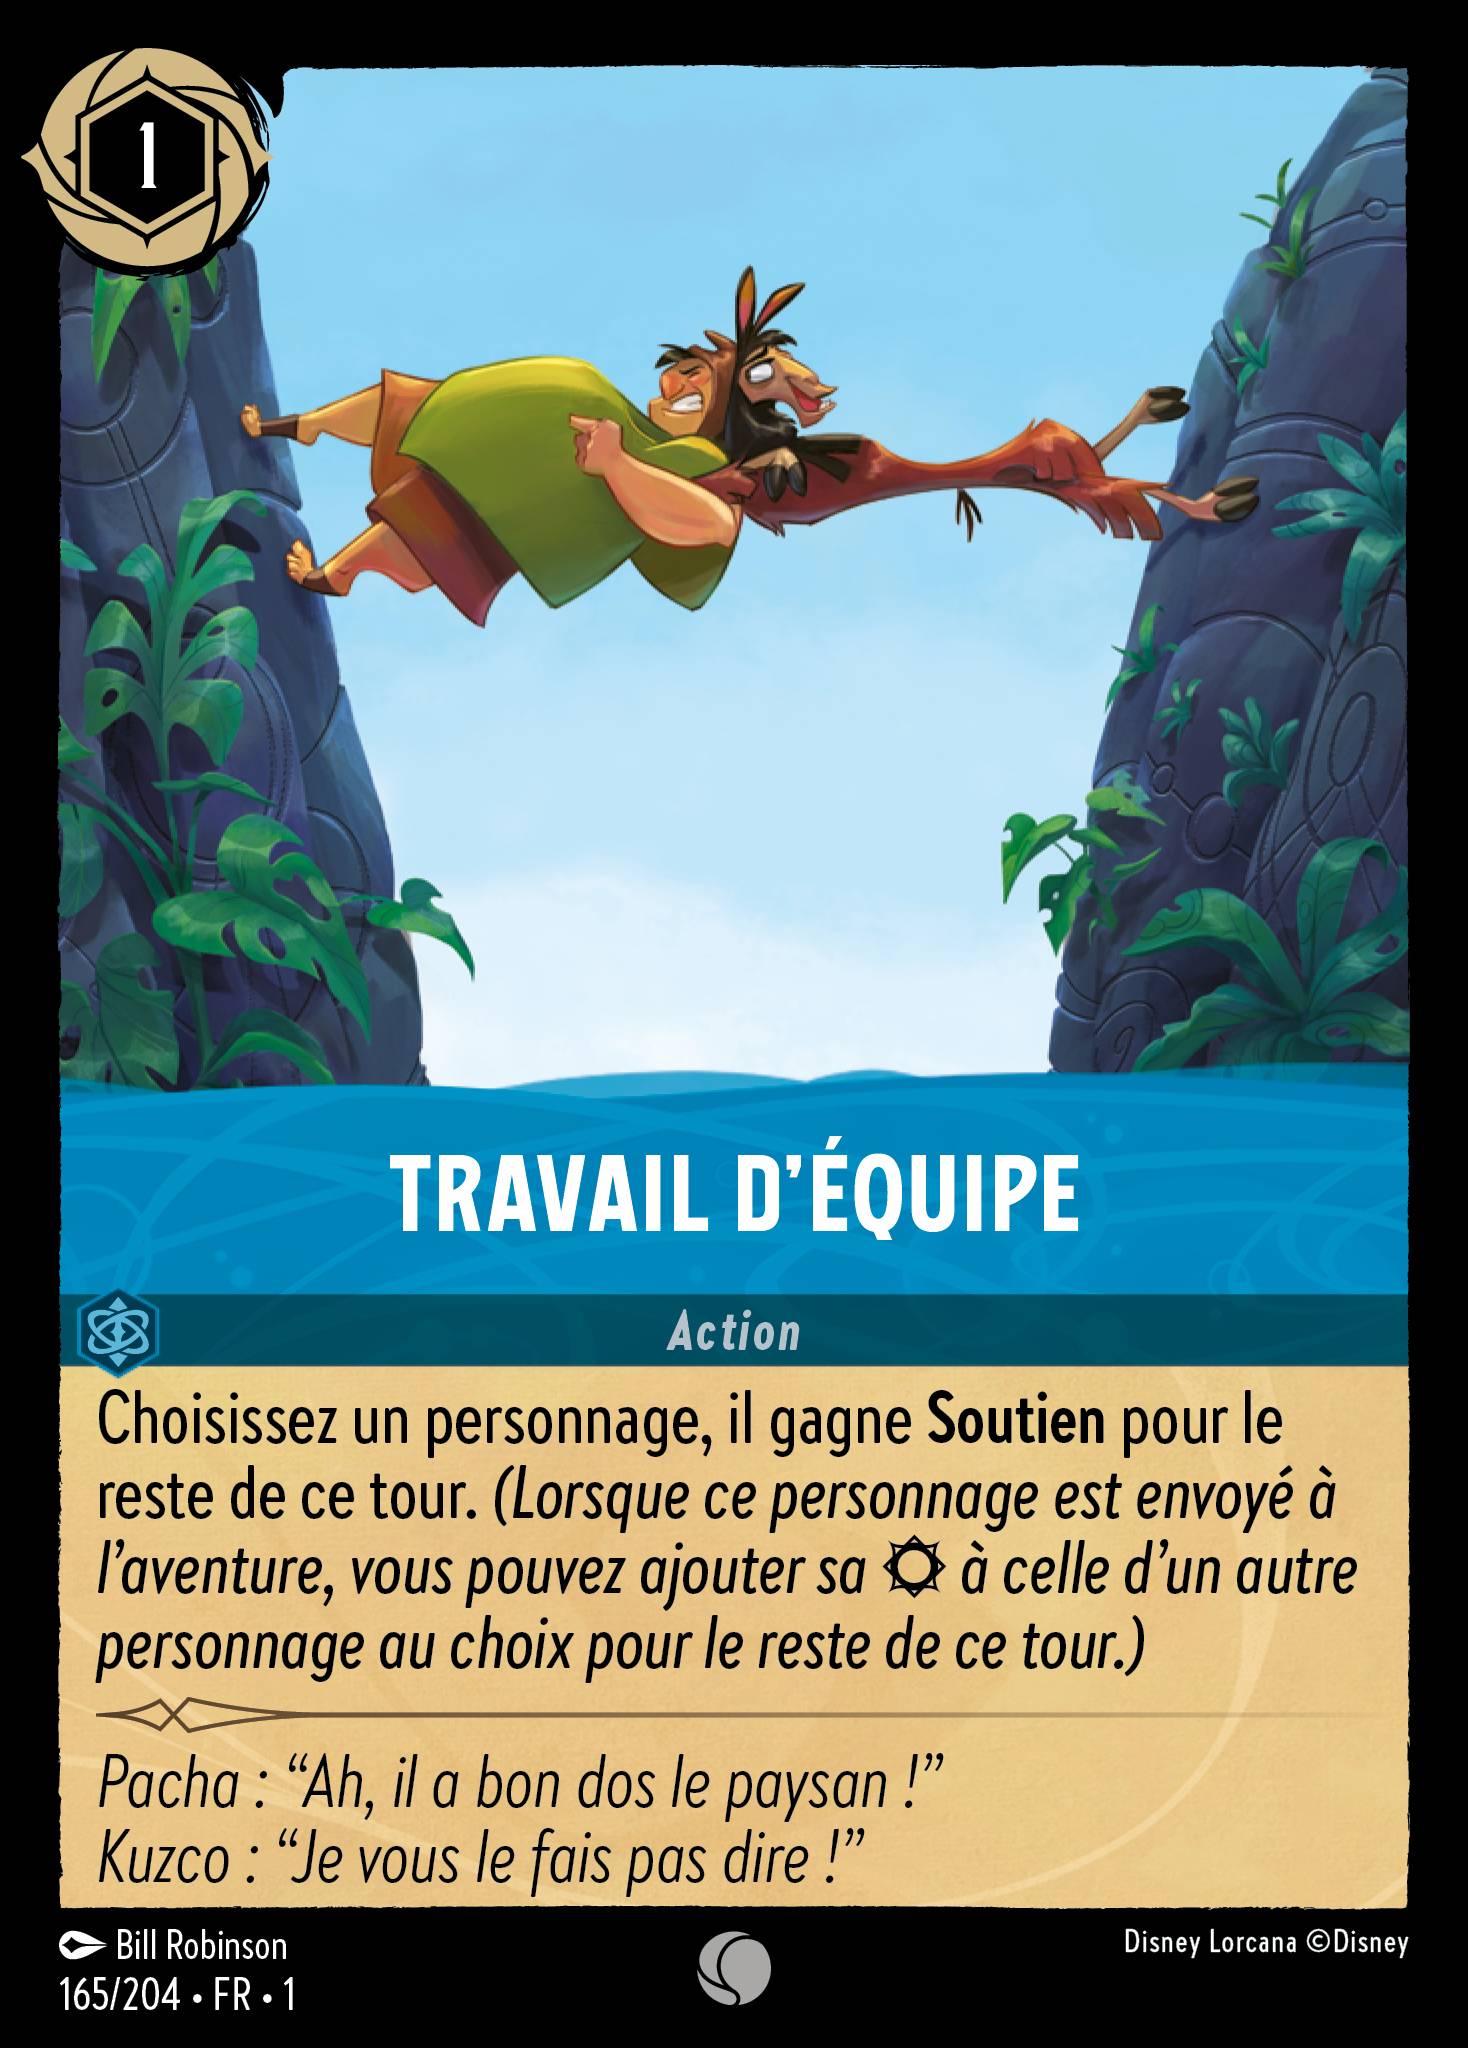 1
TRAVAIL D’ÉQUIPE
Action
Choisissez un personnage, il gagne Soutien pour le
reste de ce tour. (Lorsque ce personnage est envoyé à
l’aventure, vous pouvez ajouter sa à celle d’un autre
personnage au choix pour le reste de ce tour.)
Pacha : “Ah, il a bon dos le paysan !”
Kuzco : “Je vous le fais pas dire !”
Bill Robinson
Disney Lorcana ©Disney
165/204 • FR • 1